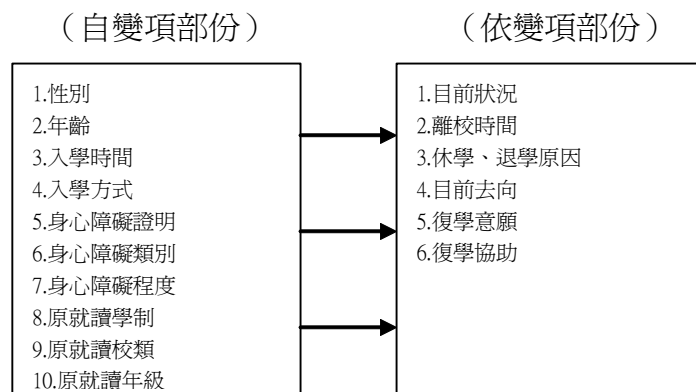 （自變項部份）
（依變項部份）
1.性別
2.年齡
3.入學時間
4.入學方式
5.身心障礙證明
6.身心障礙類別
7.身心障礙程度
8.原就讀學制
9.原就讀校類
10.原就讀年級
1.目前狀況
2.離校時間
3.休學、退學原因
4.目前去向
5.復學意願
6.復學協助